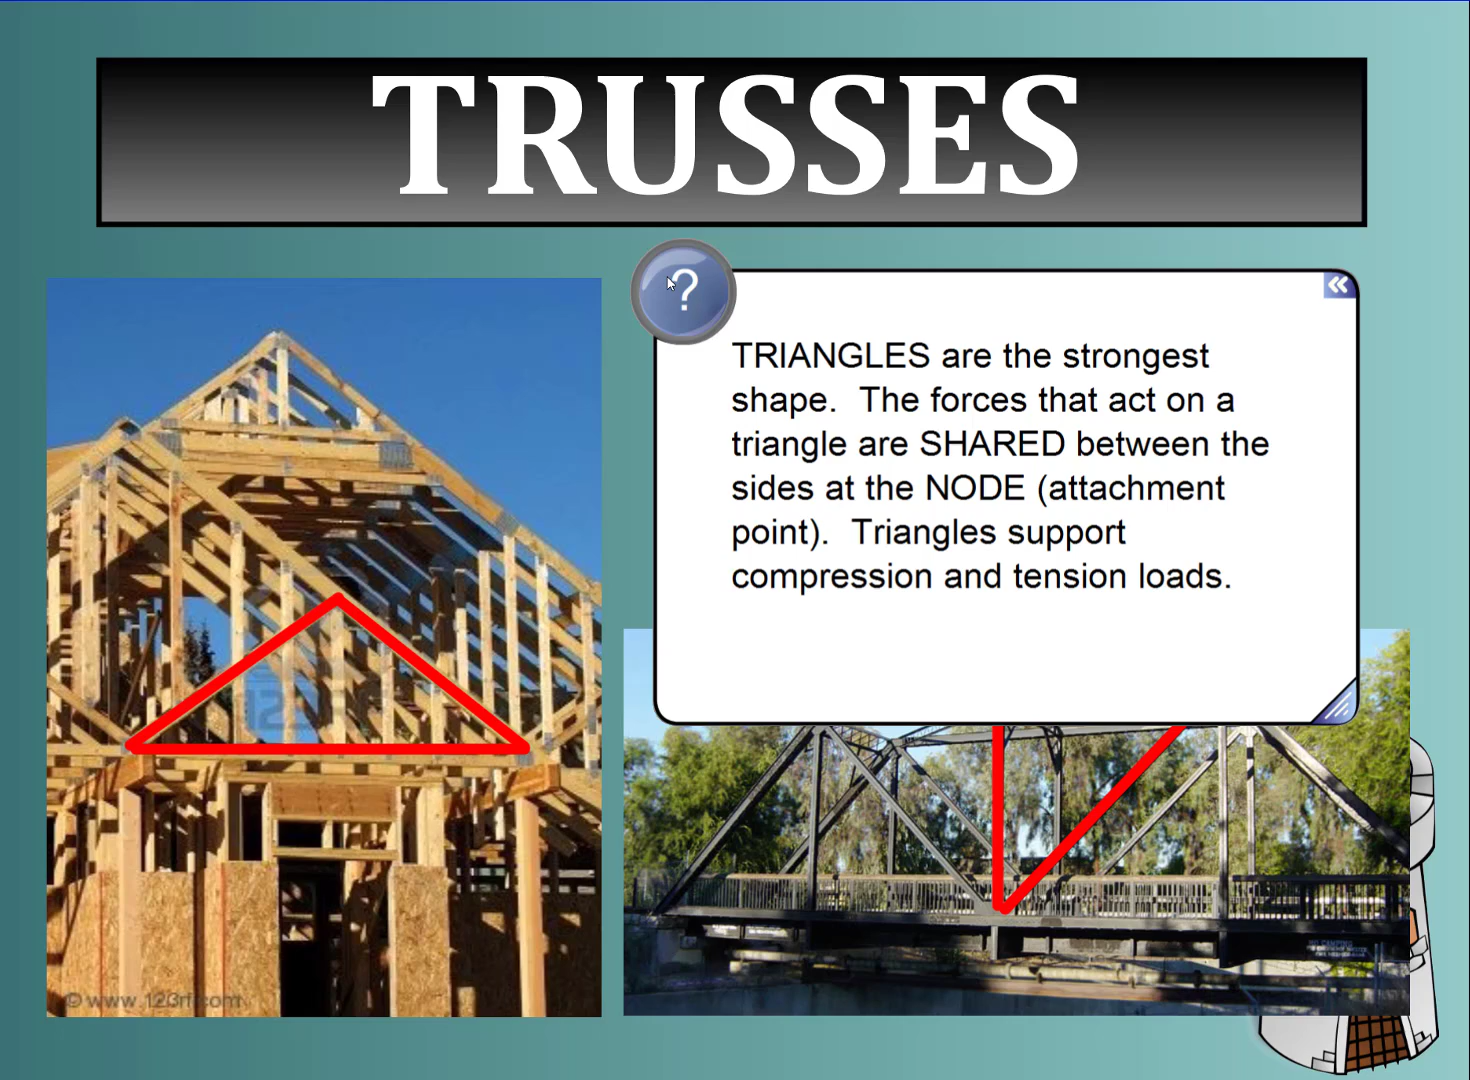 TRUSSES
?
TRIANGLES are the strongest
shape.  The forces that act on a
triangle are SHARED between the
sides at the NODE (attachment
point).  Triangles support
compression and tension loads.
123RF
© www.123rf.com